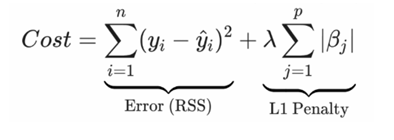 Cost = \sum_{i=1}^{n} (y_i - \hat{y}_i)^2 + \lambda \sum_{j=1}^{p} |\beta_j|
Error (RSS) L1 Penalty